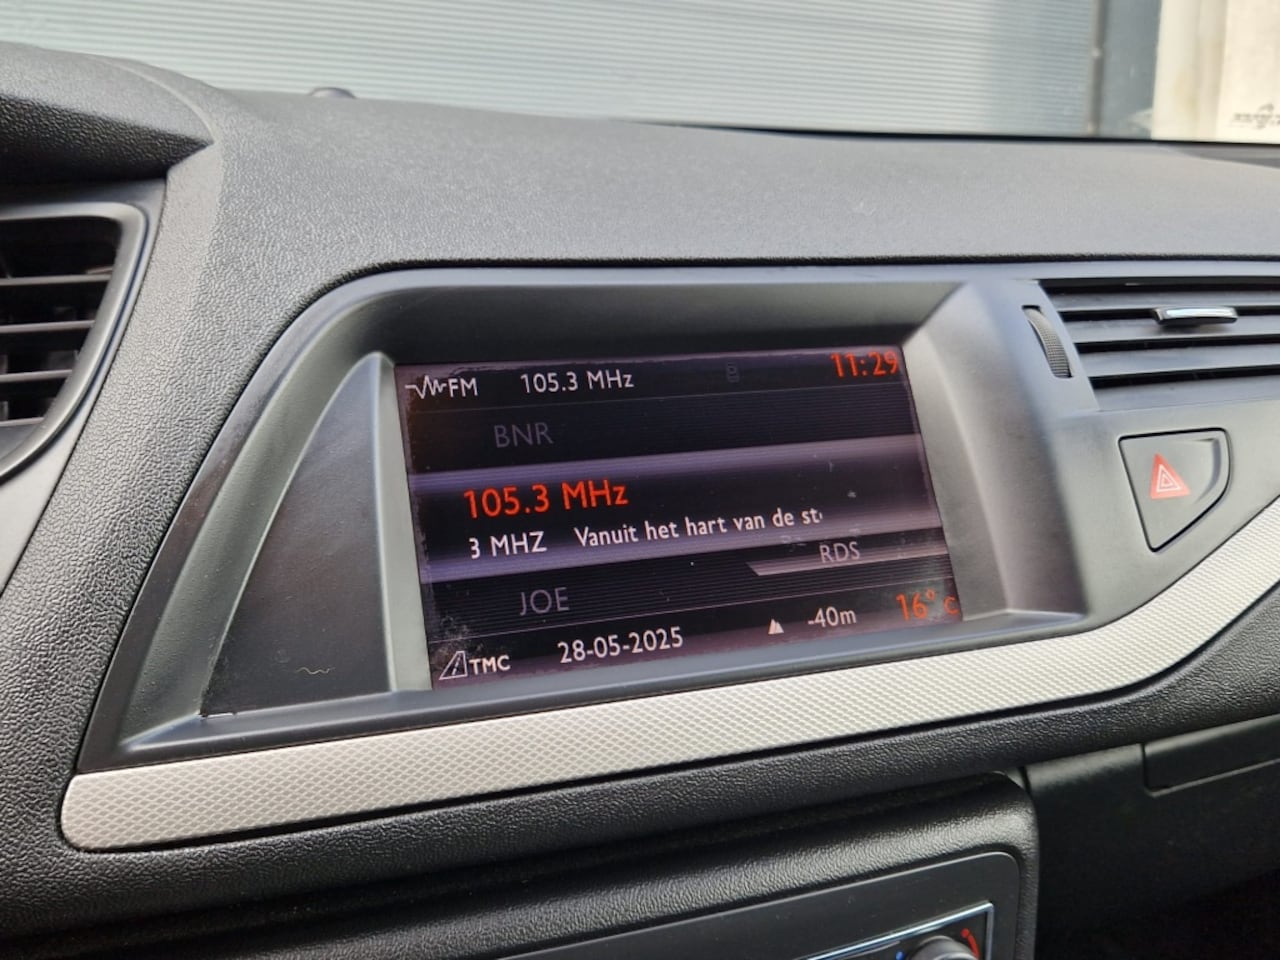 FM 105.3 MHz 11:29
BNR
105.3 MHz
3 MHZ Vanuit het hart van de st
RDS
JOE
TMC 28-05-2025 -40m 16° C